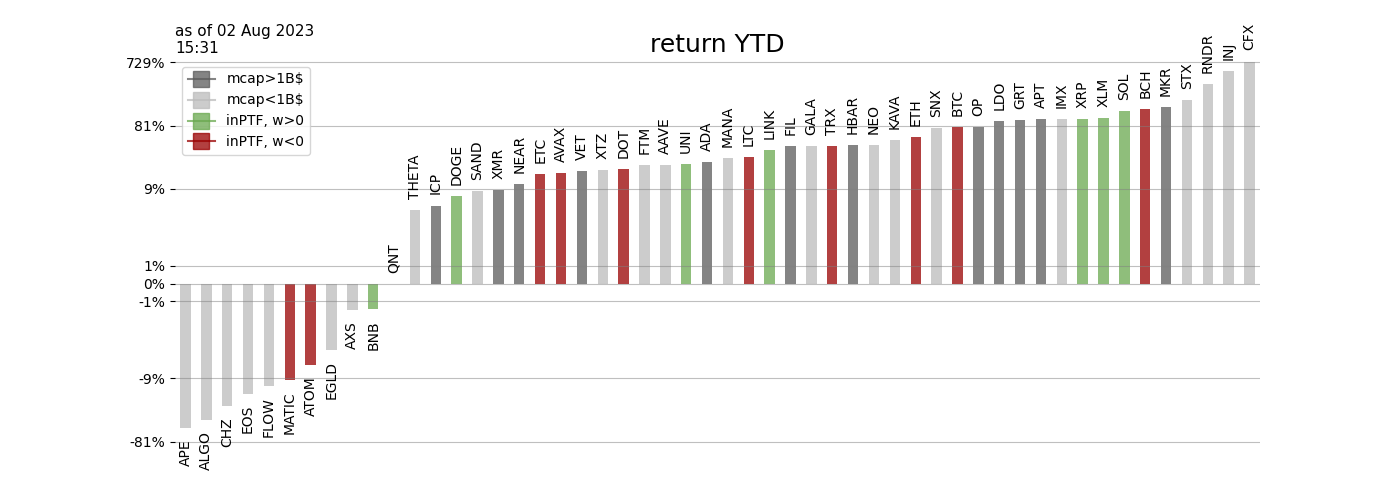 as of 02 Aug 2023
15:31
return YTD
mcap>1B$
mcap<1B$
inPTF, w>0
inPTF, w<0
729%
81%
9%
1%
0%
-1%
-9%
-81%
APE
ALGO
CHZ
EOS
FLOW
MATIC
ATOM
EGLD
AXS
BNB
QNT
THETA
ICP
DOGE
SAND
XMR
NEAR
ETC
AVAX
VET
XTZ
DOT
FTM
AAVE
UNI
ADA
MANA
LTC
LINK
FIL
GALA
TRX
HBAR
NEO
KAVA
ETH
SNX
BTC
OP
LDO
GRT
APT
IMX
XRP
XLM
SOL
BCH
MKR
STX
RNDR
INJ
CFX